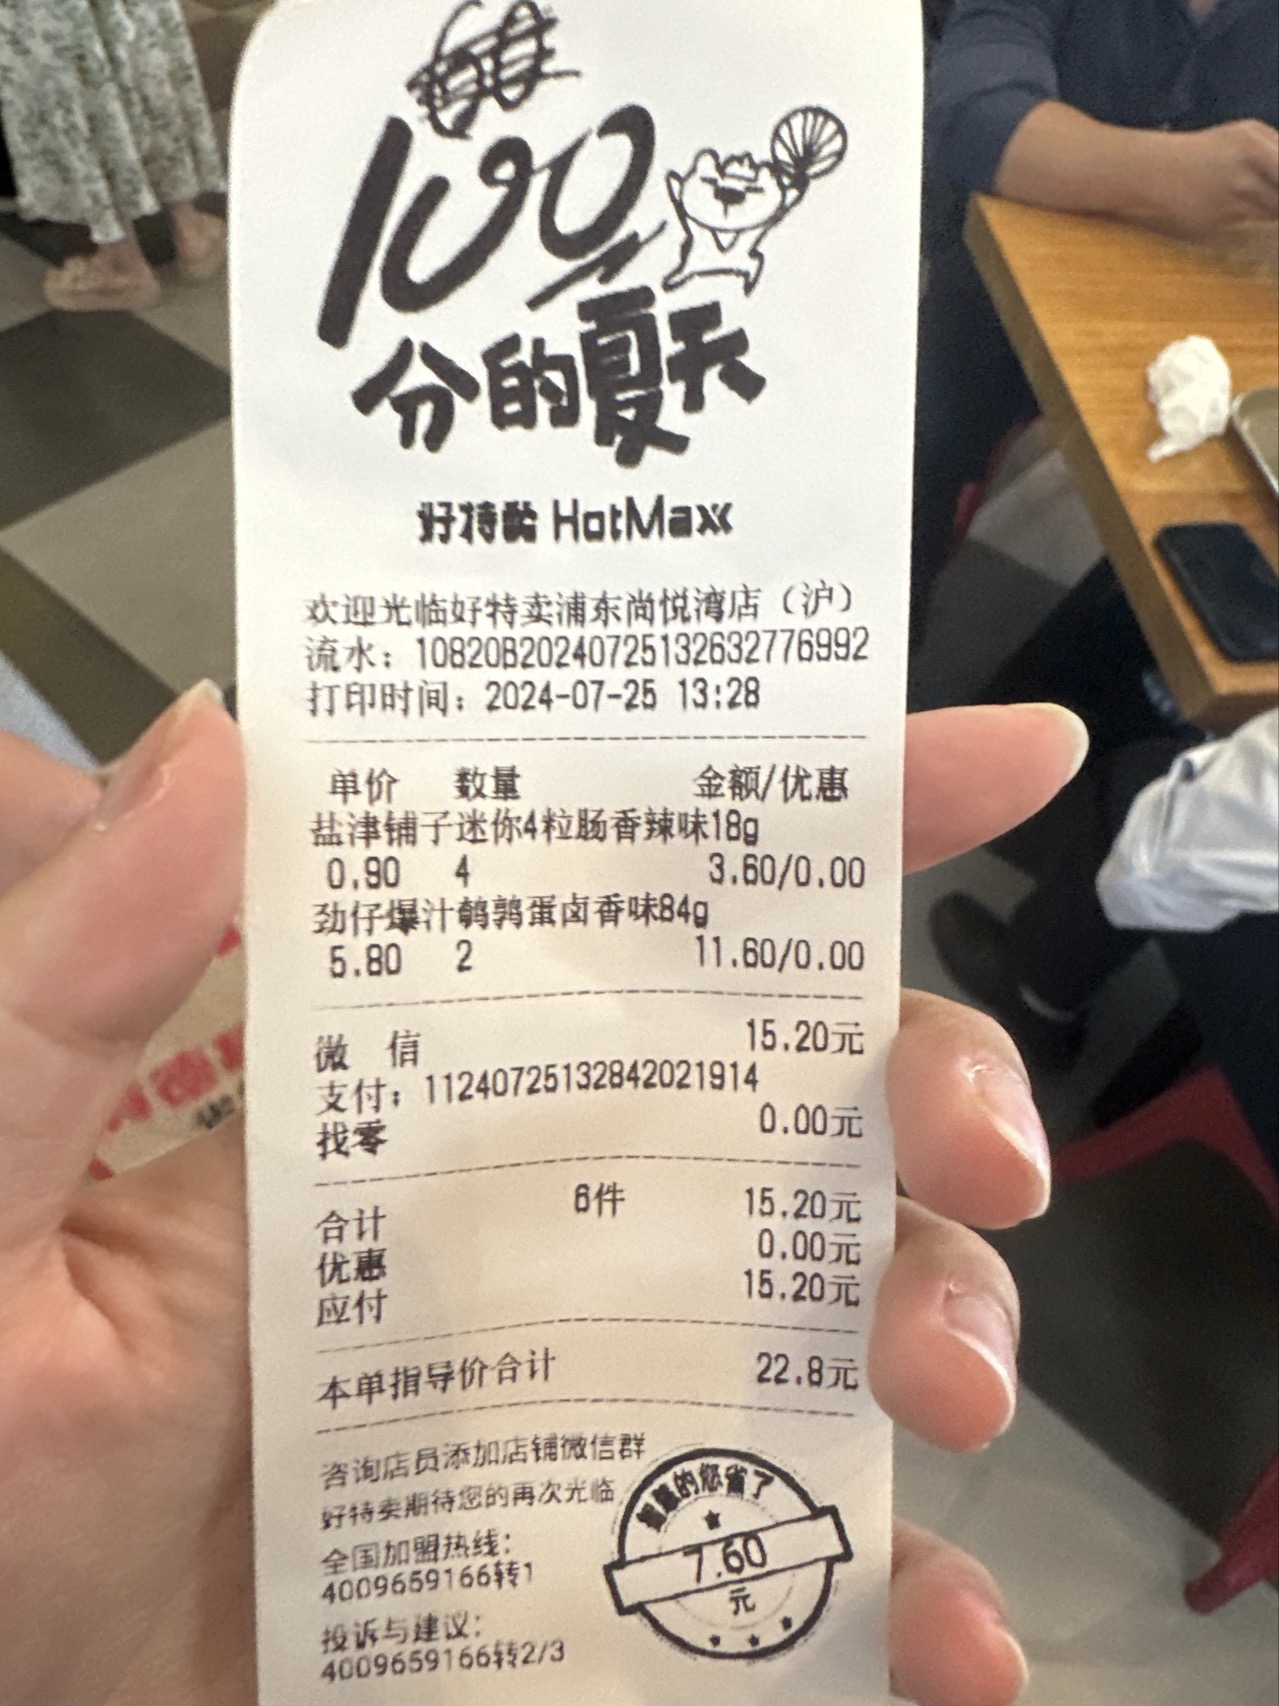 100
分的夏天
好特卖 HotMaxx
欢迎光临好特卖浦东尚悦湾店（沪）
流水：10820B20240725132632776992
打印时间：2024-07-25 13:28
单价 数量 金额/优惠
盐津铺子迷你4粒肠香辣味18g
0.90 4 3.60/0.00
劲仔爆汁鹌鹑蛋卤香味84g
5.80 2 11.60/0.00
微 信 15.20元
支付：11240725132842021914
找零 0.00元
合计 6件 15.20元
优惠 0.00元
应付 15.20元
本单指导价合计 22.8元
咨询店员添加店铺微信群
好特卖期待您的再次光临
全国加盟热线：
4009659166转1
投诉与建议：
4009659166转2/3
的您省了
7.60
元